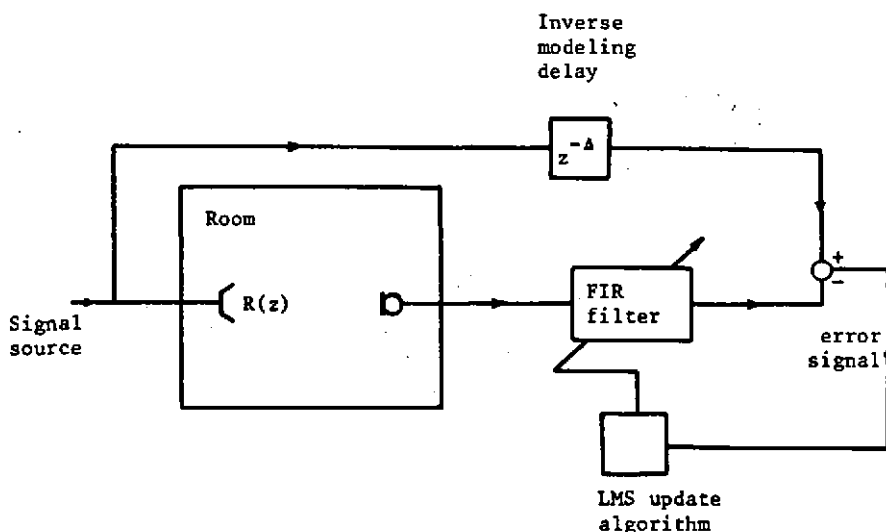 Inverse
modeling
delay
z^-Δ
Room
R(z)
Signal
source
FIR
filter
+
-
error
signal
LMS update
algorithm